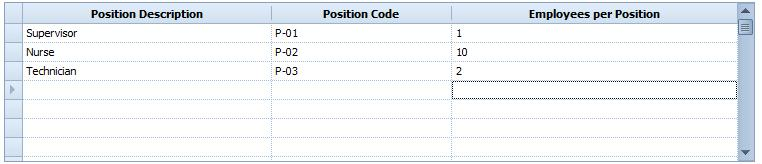 Position Description Position Code Employees per Position
Supervisor P-01 1
Nurse P-02 10
Technician P-03 2